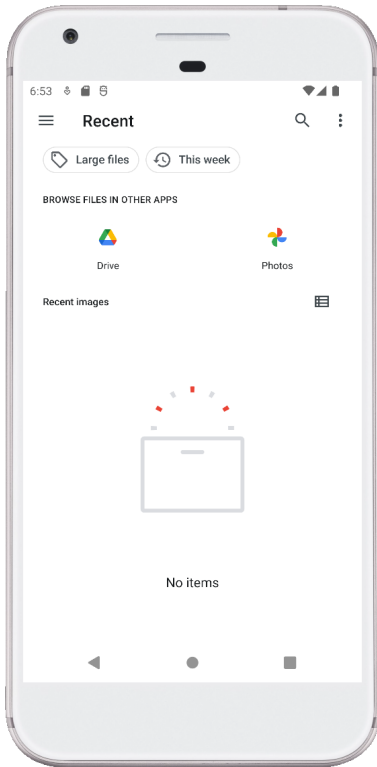 6:53
Recent
Large files
This week
BROWSE FILES IN OTHER APPS
Drive
Photos
Recent images
No items